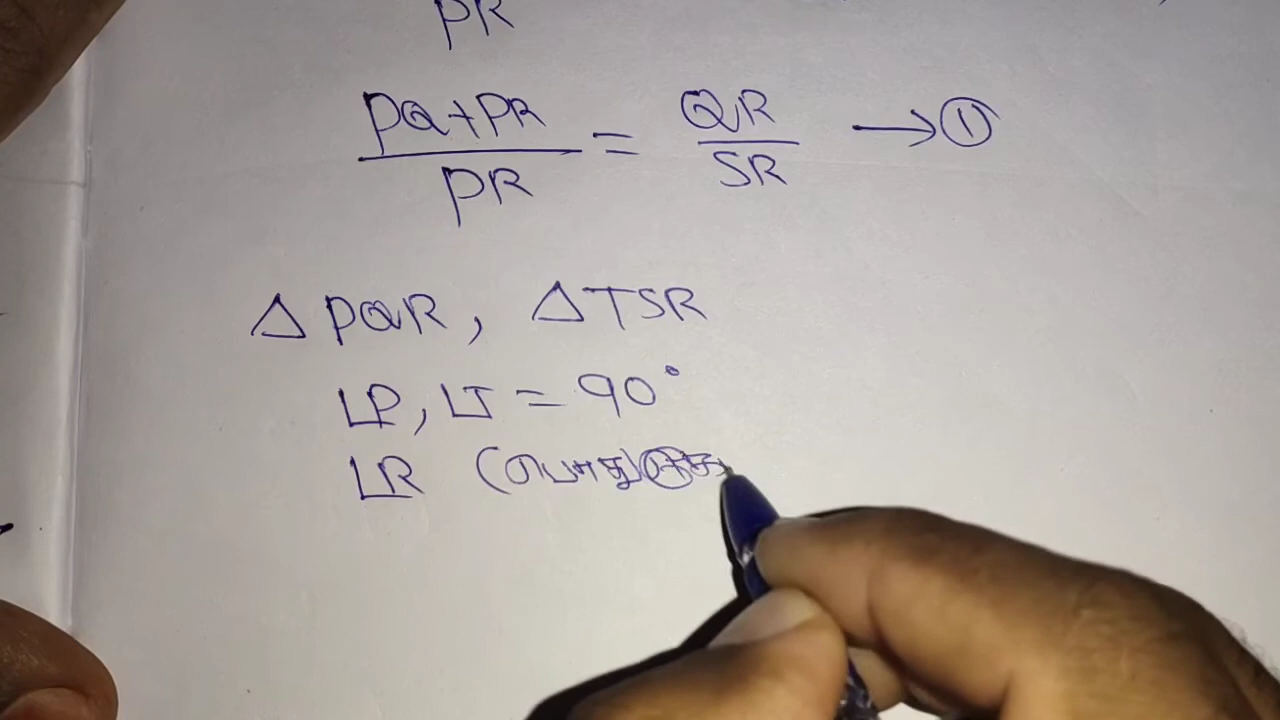 PR
PQ+PR / PR = QR / SR → ①
△ PQR, △TSR
∠P, ∠T = 90°
∠R (பொது